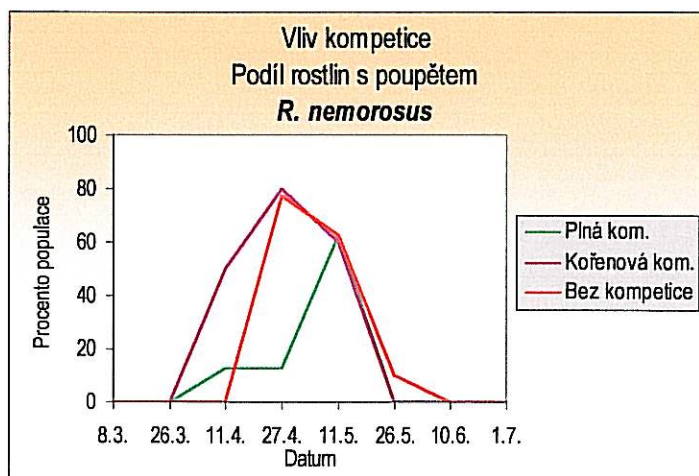 Vliv kompetice
Podíl rostlin s poupětem
R. nemorosus
100
80
60
40
20
0
Procento populace
8.3. 26.3. 11.4. 27.4. 11.5. 26.5. 10.6. 1.7.
Datum
Plná kom.
Kořenová kom.
Bez kompetice